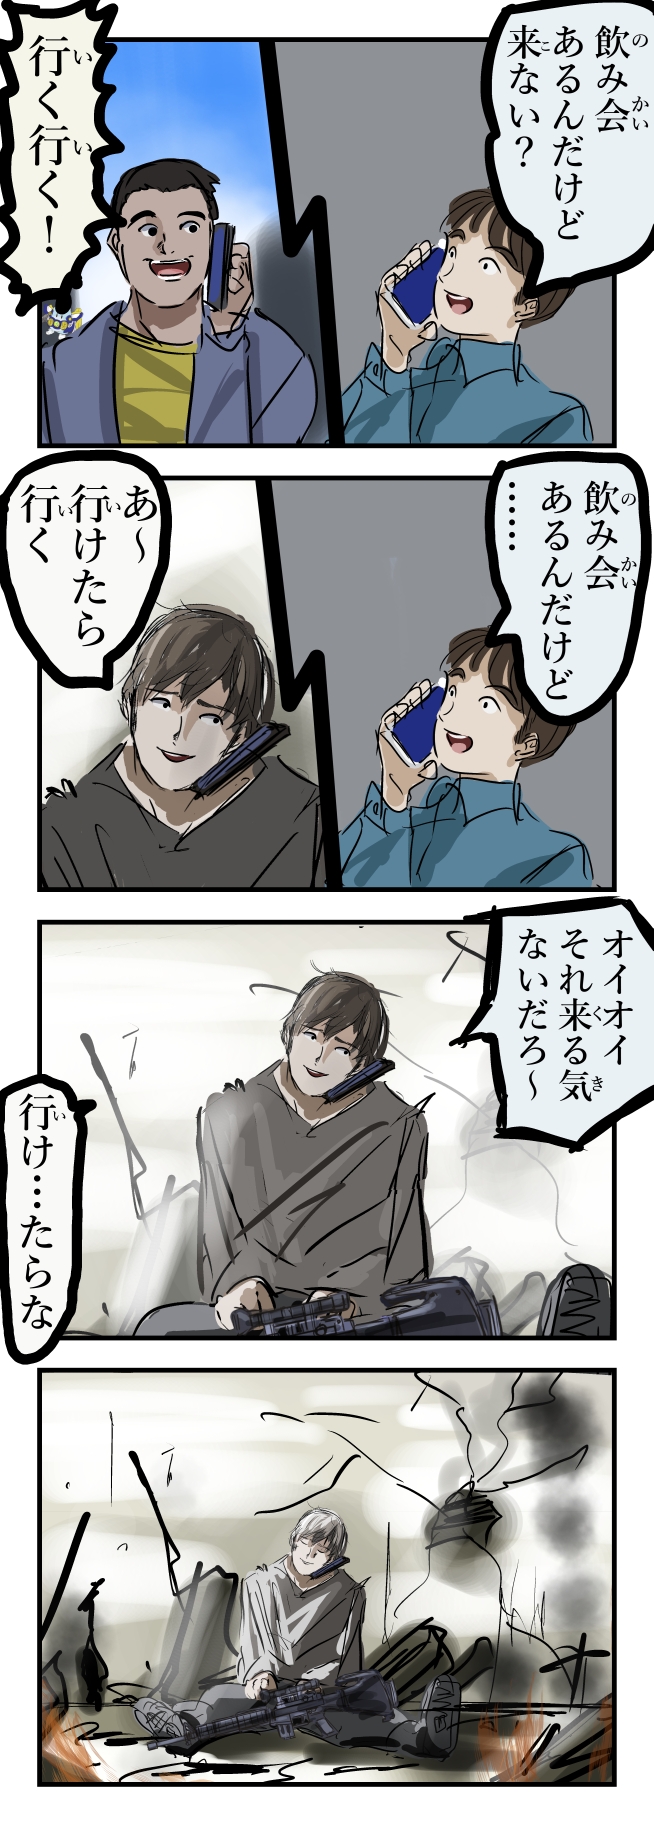 飲み会
あるんだけど
来ない？
行く行く！
飲み会
あるんだけど
……
あ～
行けたら
行く
オイオイ
それ来る気
ないだろ～
行け…たらな